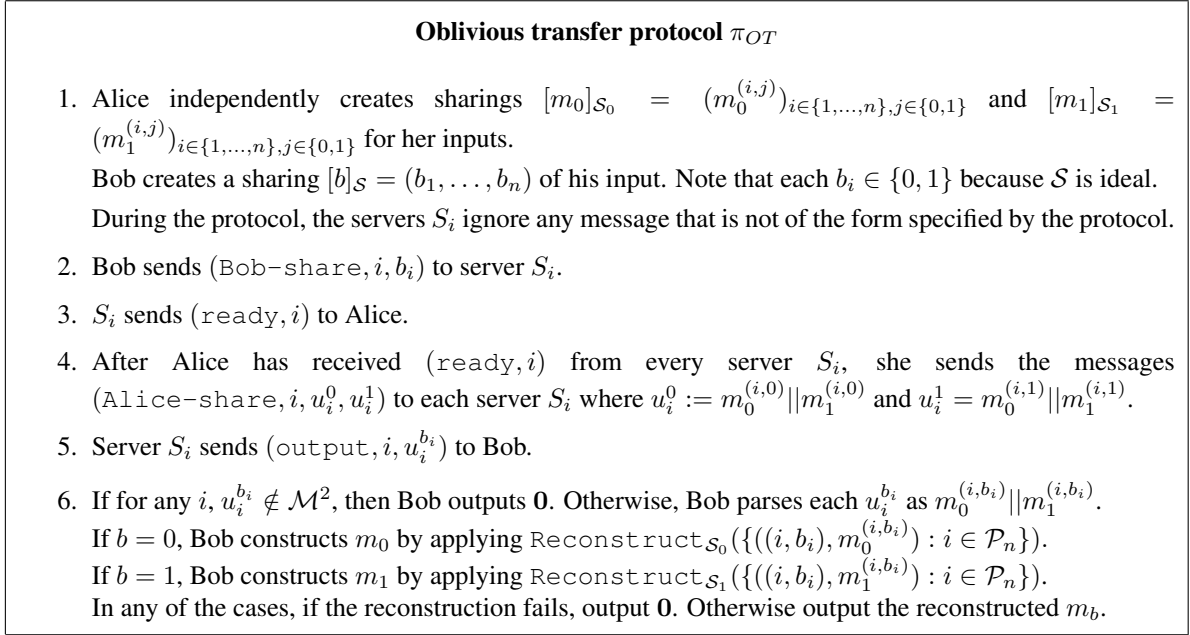 Oblivious transfer protocol π_{OT}
1. Alice independently creates sharings [m_0]_{𝒮_0} = (m_0^{(i,j)})_{i∈{1,...,n},j∈{0,1}} and [m_1]_{𝒮_1} =
(m_1^{(i,j)})_{i∈{1,...,n},j∈{0,1}} for her inputs.
Bob creates a sharing [b]_𝒮 = (b_1, . . . , b_n) of his input. Note that each b_i ∈ {0, 1} because 𝒮 is ideal.
During the protocol, the servers S_i ignore any message that is not of the form specified by the protocol.
2. Bob sends (Bob-share, i, b_i) to server S_i.
3. S_i sends (ready, i) to Alice.
4. After Alice has received (ready, i) from every server S_i, she sends the messages
(Alice-share, i, u_i^0, u_i^1) to each server S_i where u_i^0 := m_0^{(i,0)}||m_1^{(i,0)} and u_i^1 = m_0^{(i,1)}||m_1^{(i,1)}.
5. Server S_i sends (output, i, u_i^{b_i}) to Bob.
6. If for any i, u_i^{b_i} ∉ ℳ^2, then Bob outputs 0. Otherwise, Bob parses each u_i^{b_i} as m_0^{(i,b_i)}||m_1^{(i,b_i)}.
If b = 0, Bob constructs m_0 by applying Reconstruct_{𝒮_0}({((i, b_i), m_0^{(i,b_i)}) : i ∈ 𝒫_n}).
If b = 1, Bob constructs m_1 by applying Reconstruct_{𝒮_1}({((i, b_i), m_1^{(i,b_i)}) : i ∈ 𝒫_n}).
In any of the cases, if the reconstruction fails, output 0. Otherwise output the reconstructed m_b.